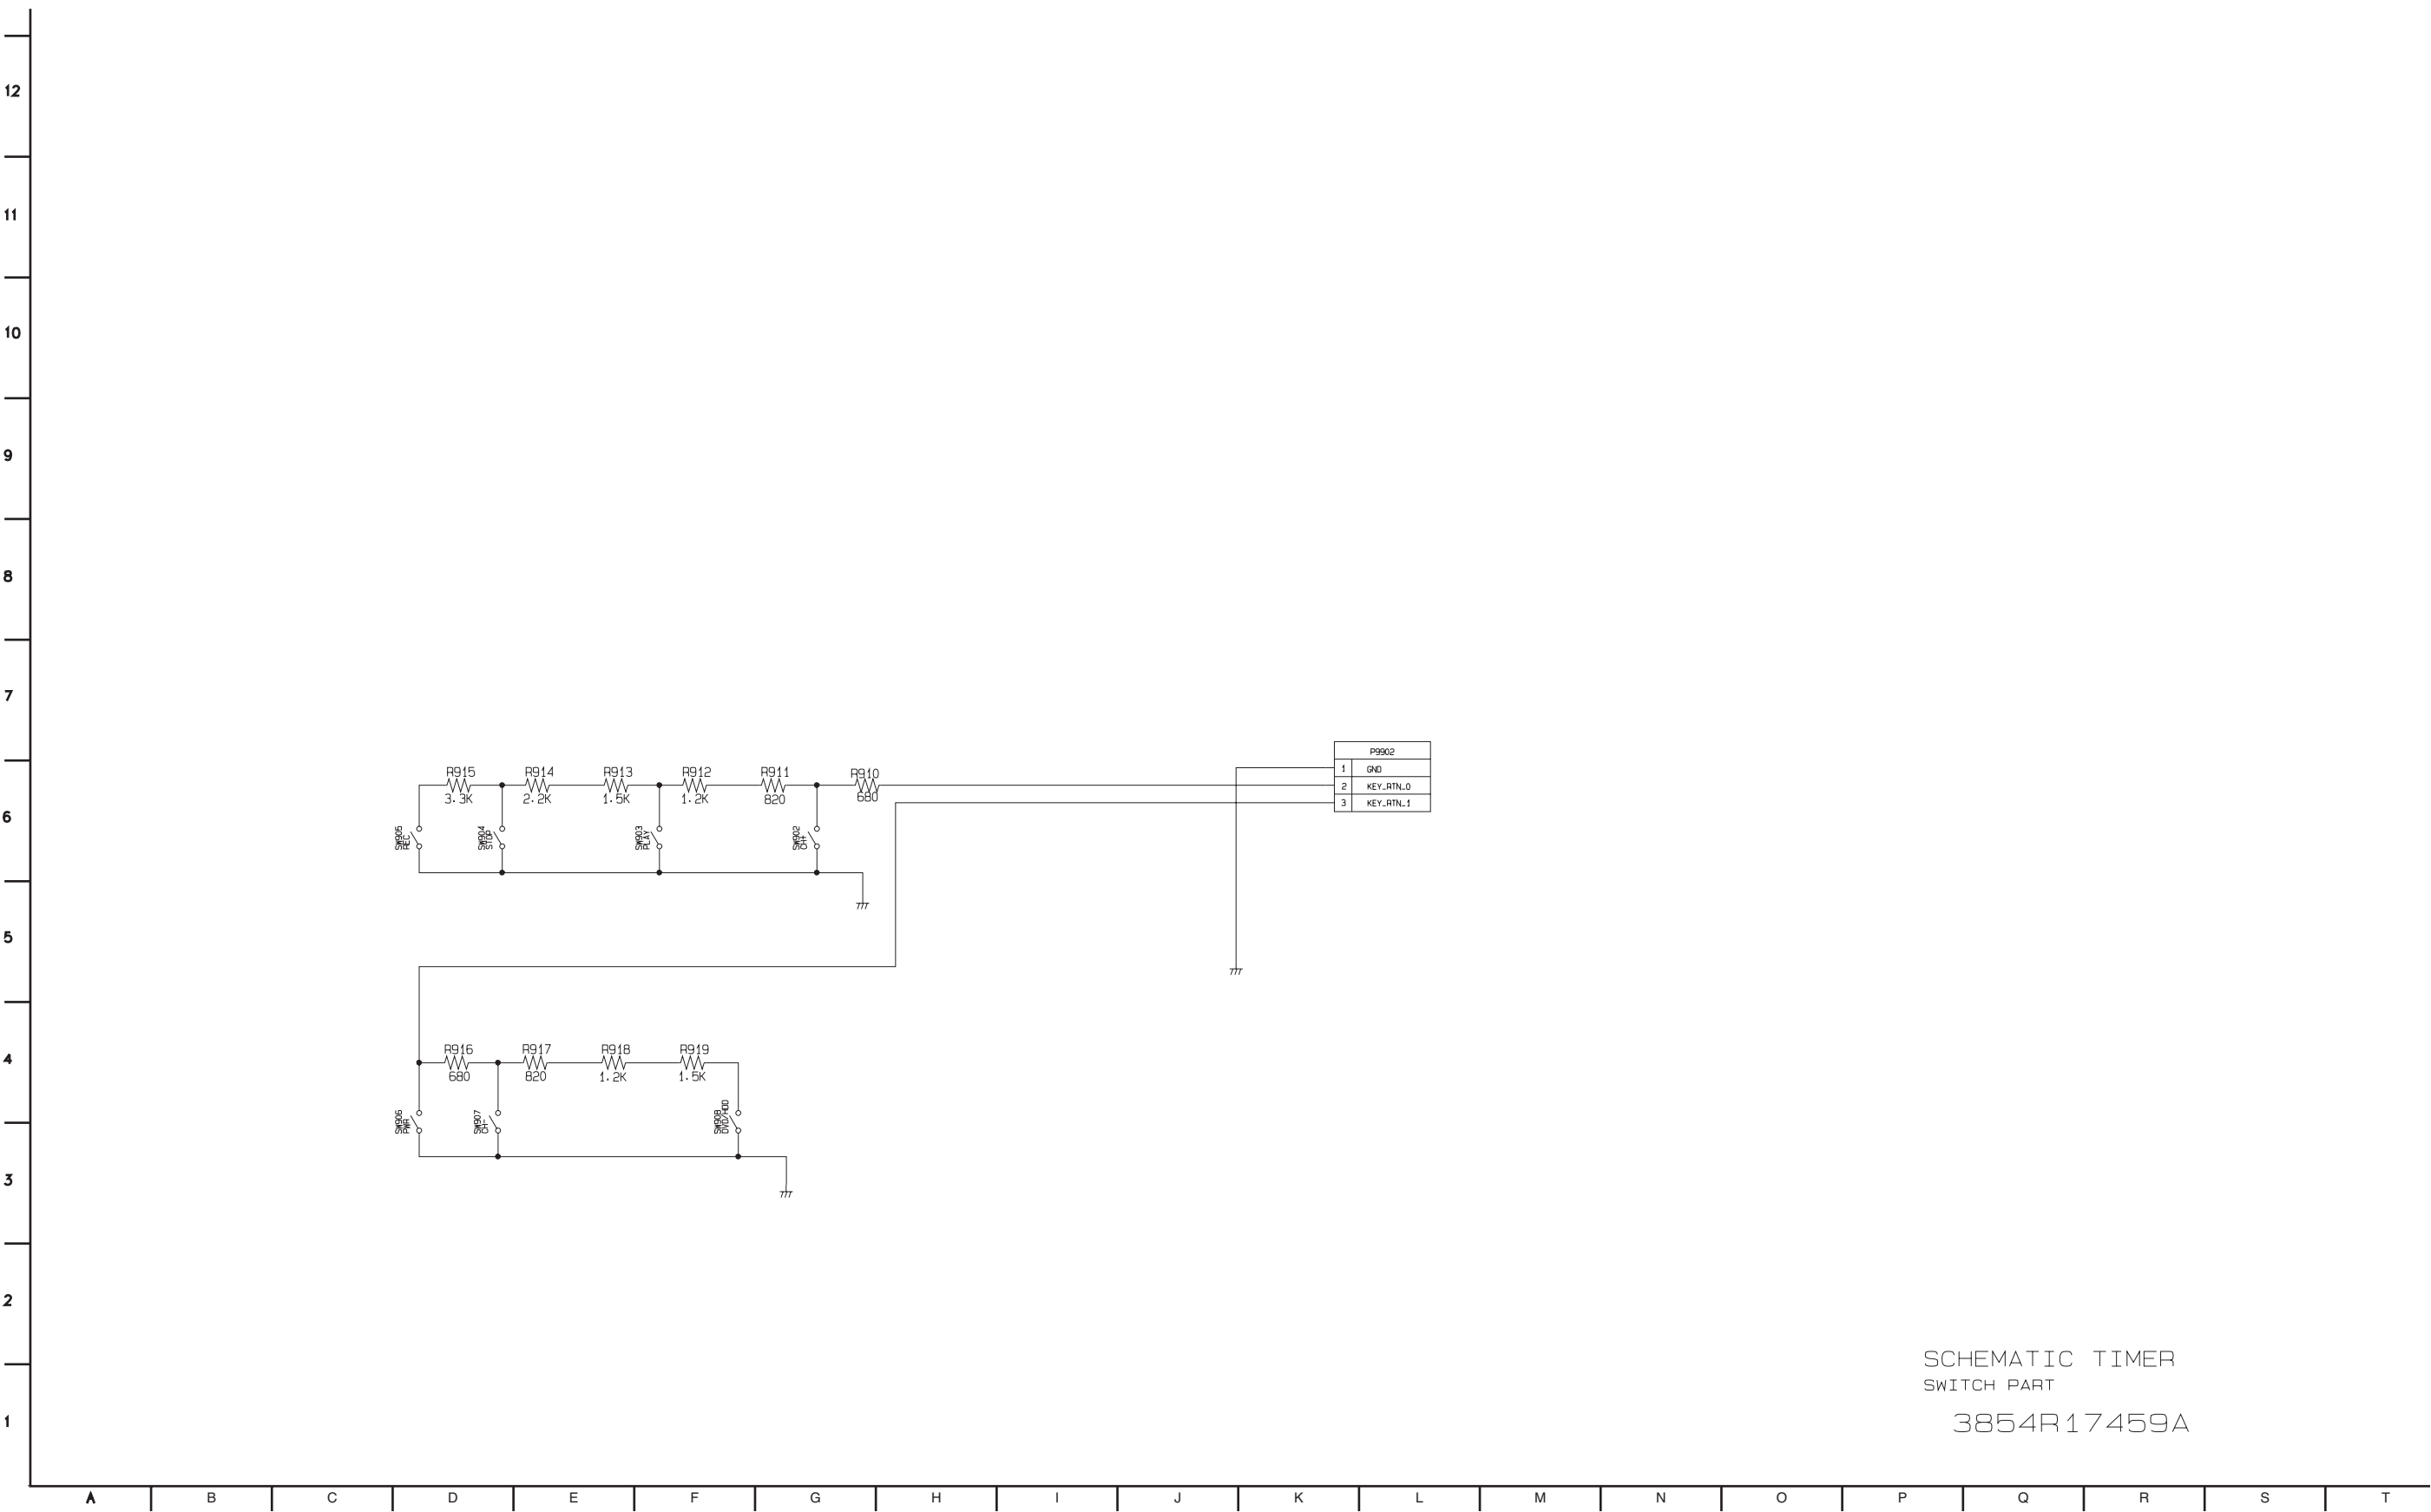 12
11
10
9
8
7
6
5
4
3
2
1
P9902
1 GND
2 KEY_RTN_0
3 KEY_RTN_1
R915 R914 R913 R912 R911 R910
3.3K 2.2K 1.5K 1.2K 820 680
SW905 REC
SW904 STOP
SW903 PLAY
SW902 CH+
R916 R917 R918 R919
680 820 1.2K 1.5K
SW906 PWR
SW907 CH-
SW908 DVD/HDD
SCHEMATIC TIMER
SWITCH PART
3854R17459A
A B C D E F G H I J K L M N O P Q R S T